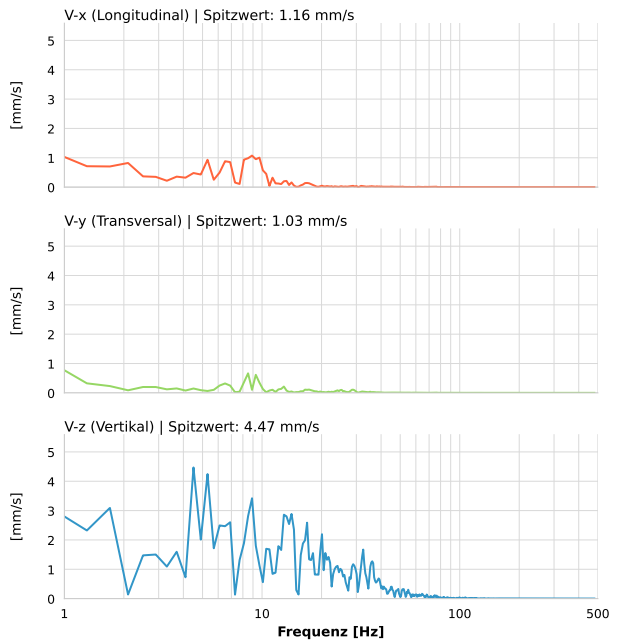 V-x (Longitudinal) | Spitzwert: 1.16 mm/s
5
4
3
2
1
0
[mm/s]
V-y (Transversal) | Spitzwert: 1.03 mm/s
5
4
3
2
1
0
[mm/s]
V-z (Vertikal) | Spitzwert: 4.47 mm/s
5
4
3
2
1
0
[mm/s]
1 10 100 500
Frequenz [Hz]